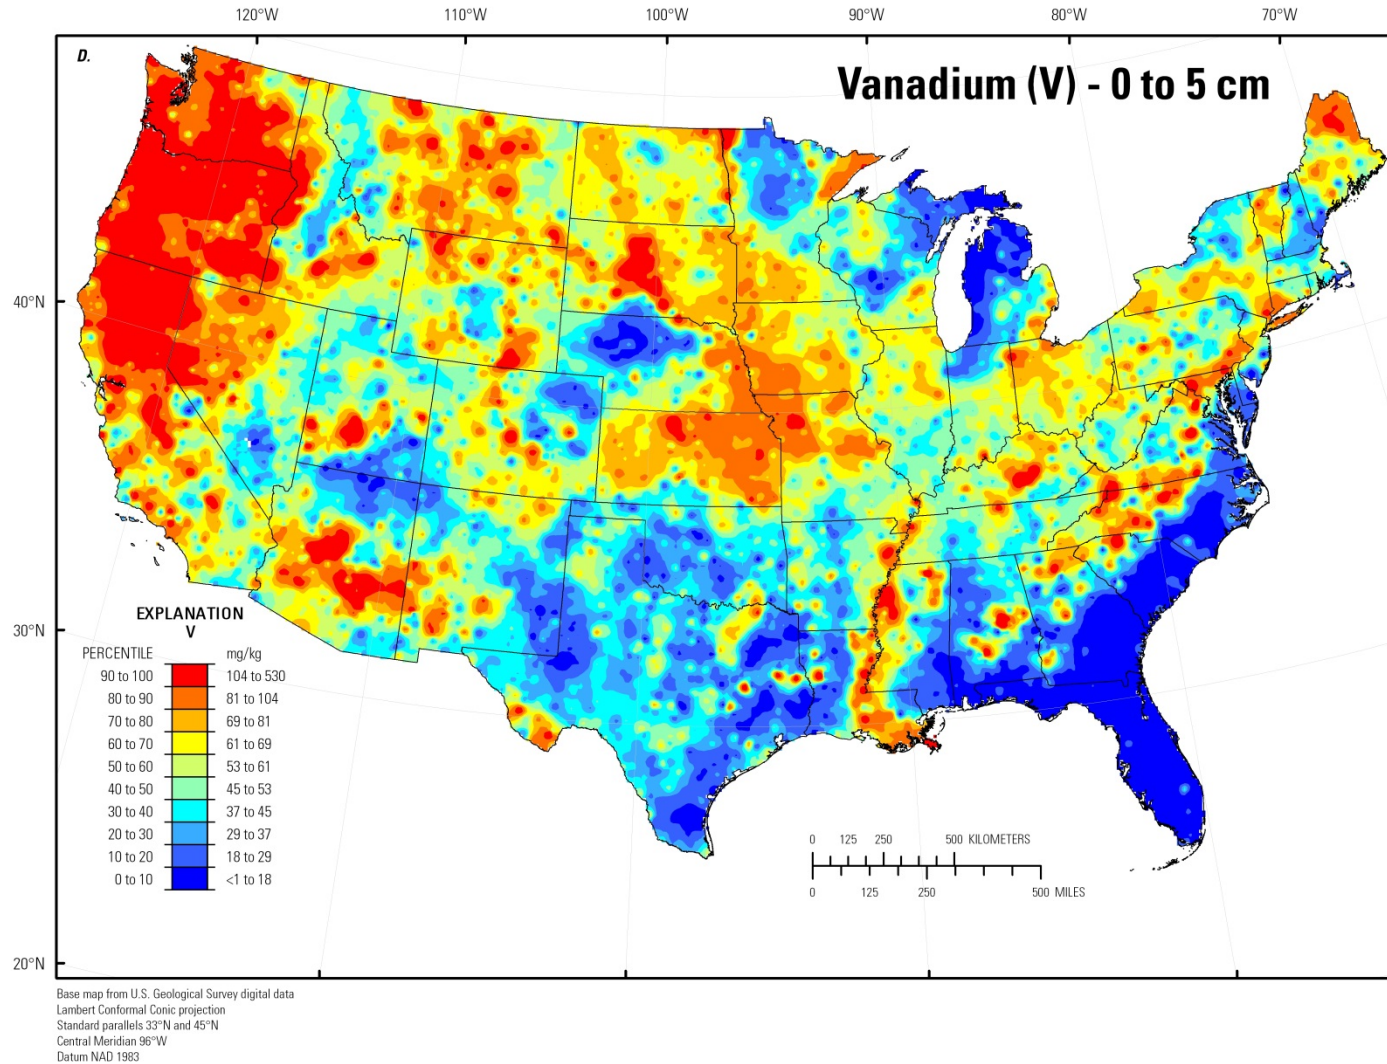 120°W 110°W 100°W 90°W 80°W 70°W
D.
Vanadium (V) - 0 to 5 cm
40°N
30°N
20°N
EXPLANATION
V
PERCENTILE mg/kg
90 to 100 104 to 530
80 to 90 81 to 104
70 to 80 69 to 81
60 to 70 61 to 69
50 to 60 53 to 61
40 to 50 45 to 53
30 to 40 37 to 45
20 to 30 29 to 37
10 to 20 18 to 29
0 to 10 <1 to 18
0 125 250 500 KILOMETERS
0 125 250 500 MILES
Base map from U.S. Geological Survey digital data
Lambert Conformal Conic projection
Standard parallels 33°N and 45°N
Central Meridian 96°W
Datum NAD 1983